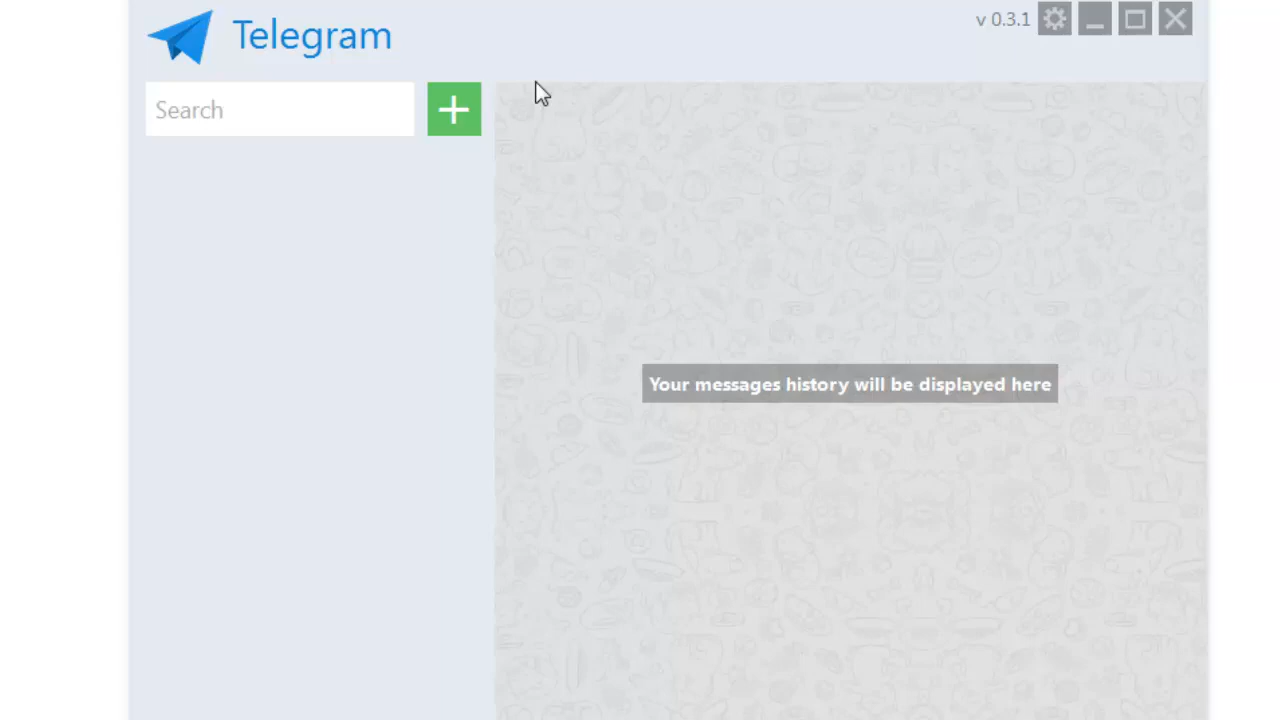 Telegram
v 0.3.1
Search
Your messages history will be displayed here